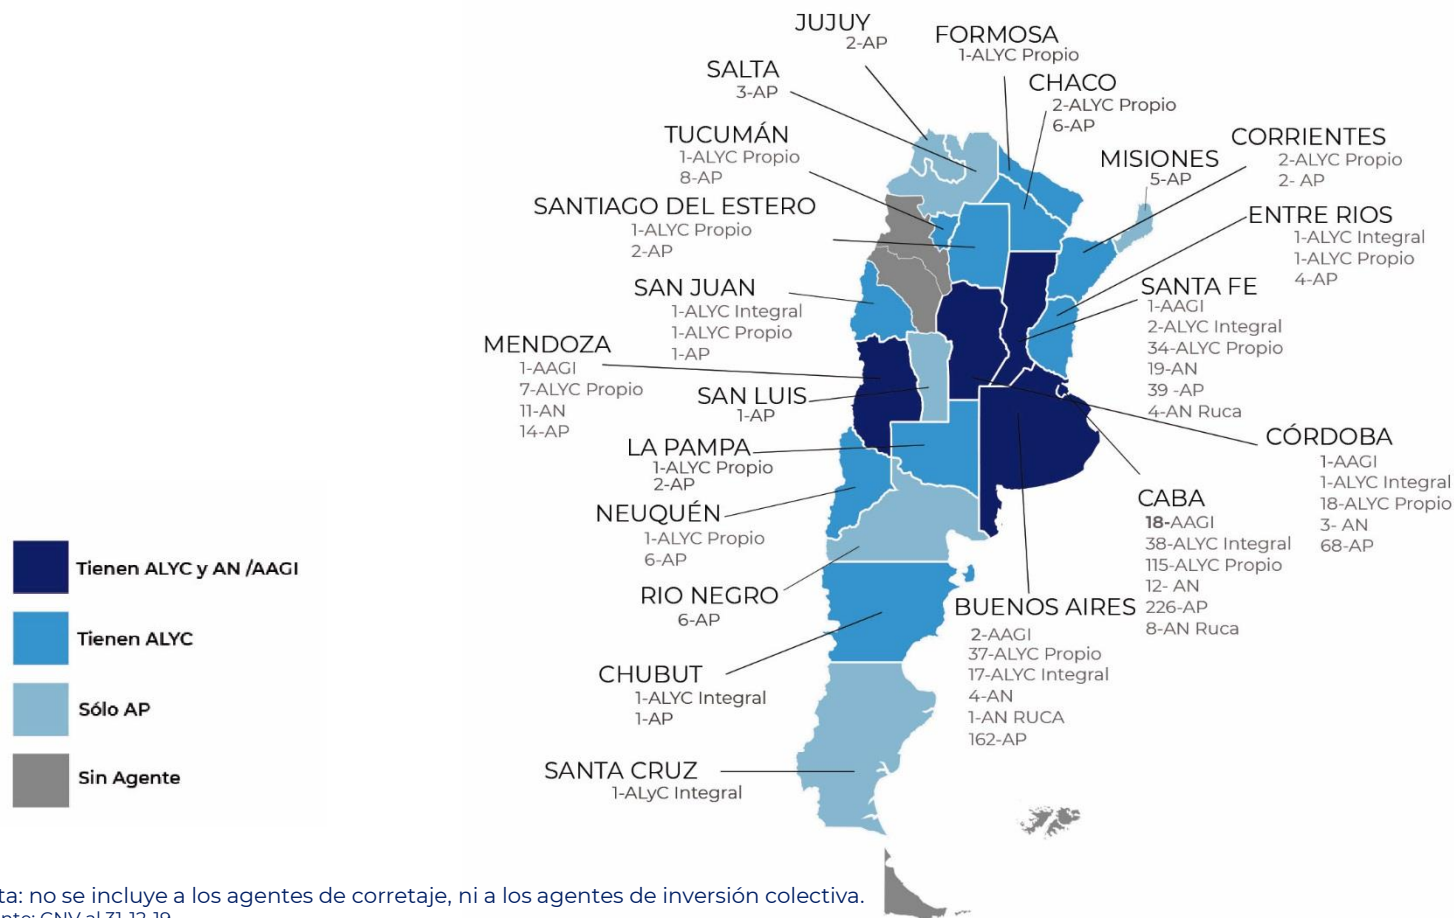 JUJUY
2-AP
FORMOSA
1-ALYC Propio
SALTA
3-AP
CHACO
2-ALYC Propio
6-AP
TUCUMÁN
1-ALYC Propio
8-AP
CORRIENTES
2-ALYC Propio
2- AP
MISIONES
5-AP
SANTIAGO DEL ESTERO
1-ALYC Propio
2-AP
ENTRE RIOS
1-ALYC Integral
1-ALYC Propio
4-AP
SAN JUAN
1-ALYC Integral
1-ALYC Propio
1-AP
SANTA FE
1-AAGI
2-ALYC Integral
34-ALYC Propio
19-AN
39 -AP
4-AN Ruca
MENDOZA
1-AAGI
7-ALYC Propio
11-AN
14-AP
SAN LUIS
1-AP
LA PAMPA
1-ALYC Propio
2-AP
CÓRDOBA
1-AAGI
1-ALYC Integral
18-ALYC Propio
3- AN
68-AP
NEUQUÉN
1-ALYC Propio
6-AP
CABA
18-AAGI
38-ALYC Integral
115-ALYC Propio
12- AN
226-AP
8-AN Ruca
RIO NEGRO
6-AP
BUENOS AIRES
2-AAGI
37-ALYC Propio
17-ALYC Integral
4-AN
1-AN RUCA
162-AP
CHUBUT
1-ALYC Integral
1-AP
SANTA CRUZ
1-ALyC Integral
Tienen ALYC y AN /AAGI
Tienen ALYC
Sólo AP
Sin Agente
ta: no se incluye a los agentes de corretaje, ni a los agentes de inversión colectiva.
CNV al 31-12-19